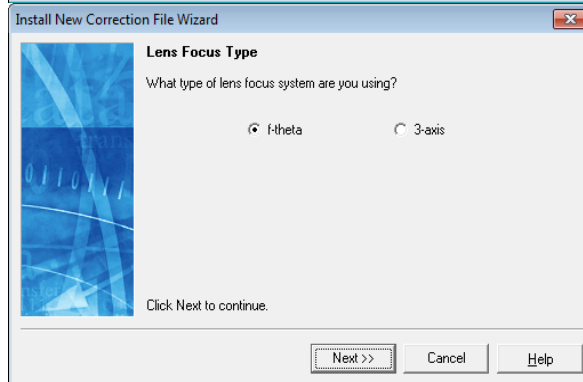 Install New Correction File Wizard
Lens Focus Type
What type of lens focus system are you using?
f-theta
3-axis
Click Next to continue.
Next >>
Cancel
Help